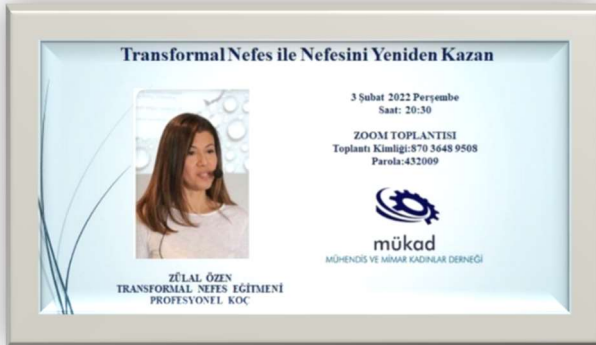 Transformal Nefes ile Nefesini Yeniden Kazan
3 Şubat 2022 Perşembe
Saat: 20:30
ZOOM TOPLANTISI
Toplantı Kimliği:870 3648 9508
Parola:432009
mükad
MÜHENDİS VE MİMAR KADINLAR DERNEĞİ
ZÜLAL ÖZEN
TRANSFORMAL NEFES EĞİTMENİ
PROFESYONEL KOÇ